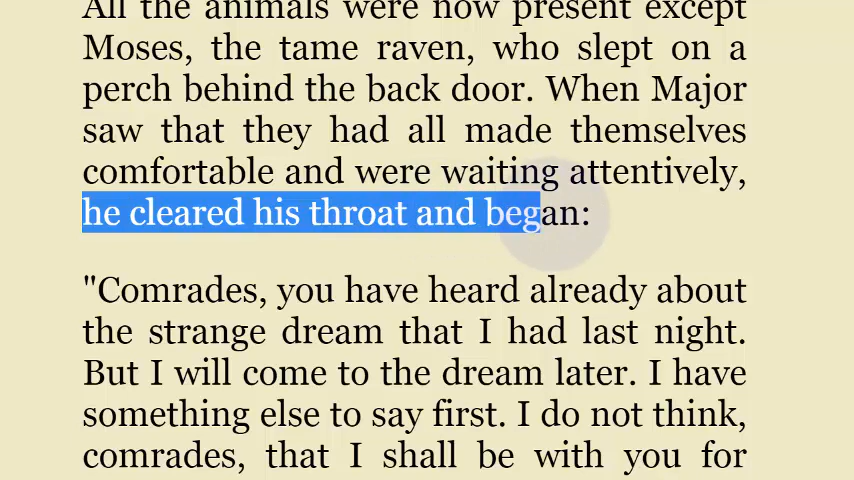 All the animals were now present except
Moses, the tame raven, who slept on a
perch behind the back door. When Major
saw that they had all made themselves
comfortable and were waiting attentively,
he cleared his throat and began:
"Comrades, you have heard already about
the strange dream that I had last night.
But I will come to the dream later. I have
something else to say first. I do not think,
comrades, that I shall be with you for